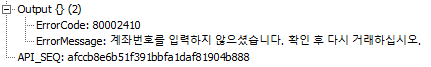 Output {} (2)
ErrorCode: 80002410
ErrorMessage: 계좌번호를 입력하지 않으셨습니다. 확인 후 다시 거래하십시오.
API_SEQ: afccb8e6b51f391bbfa1daf81904b888